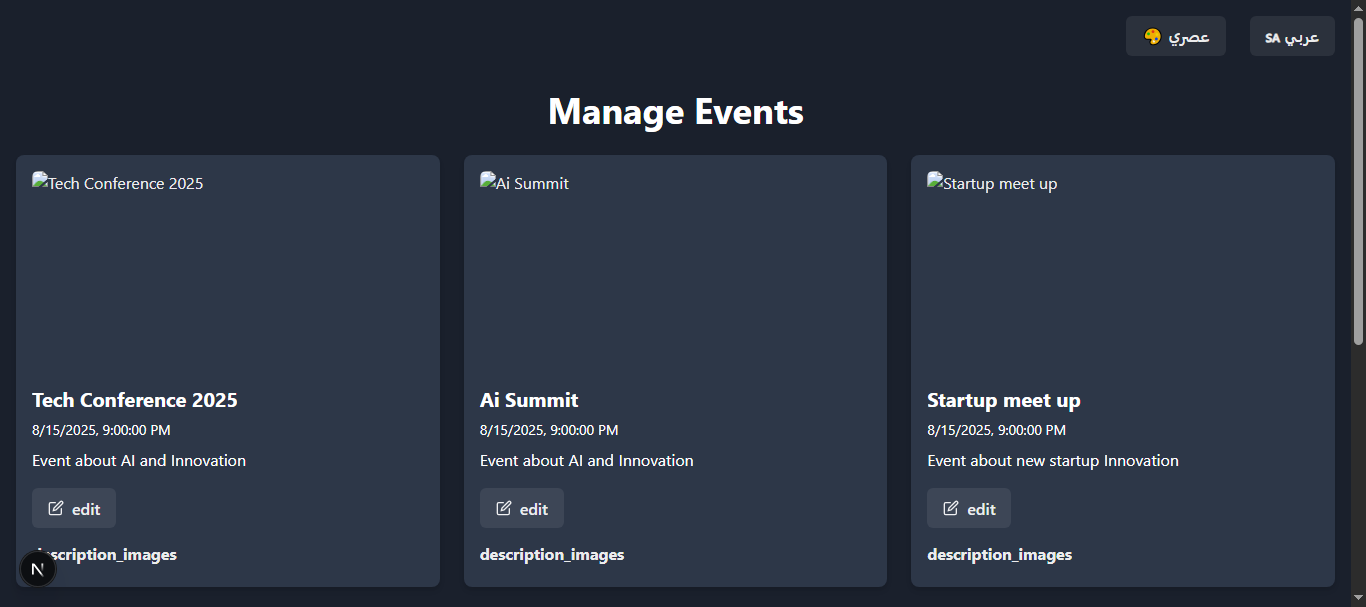 عصري 🎨
عربي SA
Manage Events
Tech Conference 2025
Ai Summit
Startup meet up
Tech Conference 2025
8/15/2025, 9:00:00 PM
Event about AI and Innovation
edit
description_images
Ai Summit
8/15/2025, 9:00:00 PM
Event about AI and Innovation
edit
description_images
Startup meet up
8/15/2025, 9:00:00 PM
Event about new startup Innovation
edit
description_images
N